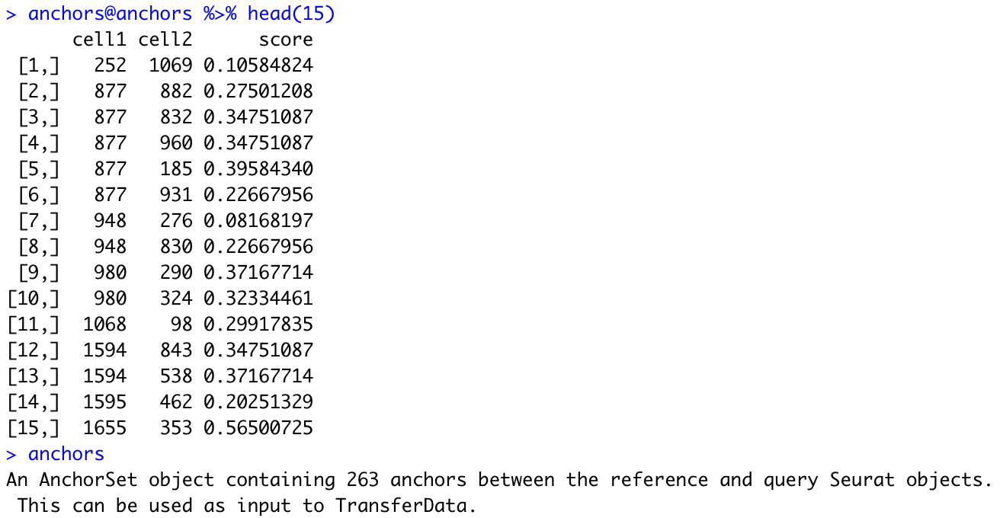 > anchors@anchors %>% head(15)
      cell1 cell2      score
 [1,]   252  1069 0.10584824
 [2,]   877   882 0.27501208
 [3,]   877   832 0.34751087
 [4,]   877   960 0.34751087
 [5,]   877   185 0.39584340
 [6,]   877   931 0.22667956
 [7,]   948   276 0.08168197
 [8,]   948   830 0.22667956
 [9,]   980   290 0.37167714
[10,]   980   324 0.32334461
[11,]  1068    98 0.29917835
[12,]  1594   843 0.34751087
[13,]  1594   538 0.37167714
[14,]  1595   462 0.20251329
[15,]  1655   353 0.56500725
> anchors
An AnchorSet object containing 263 anchors between the reference and query Seurat objects.
 This can be used as input to TransferData.